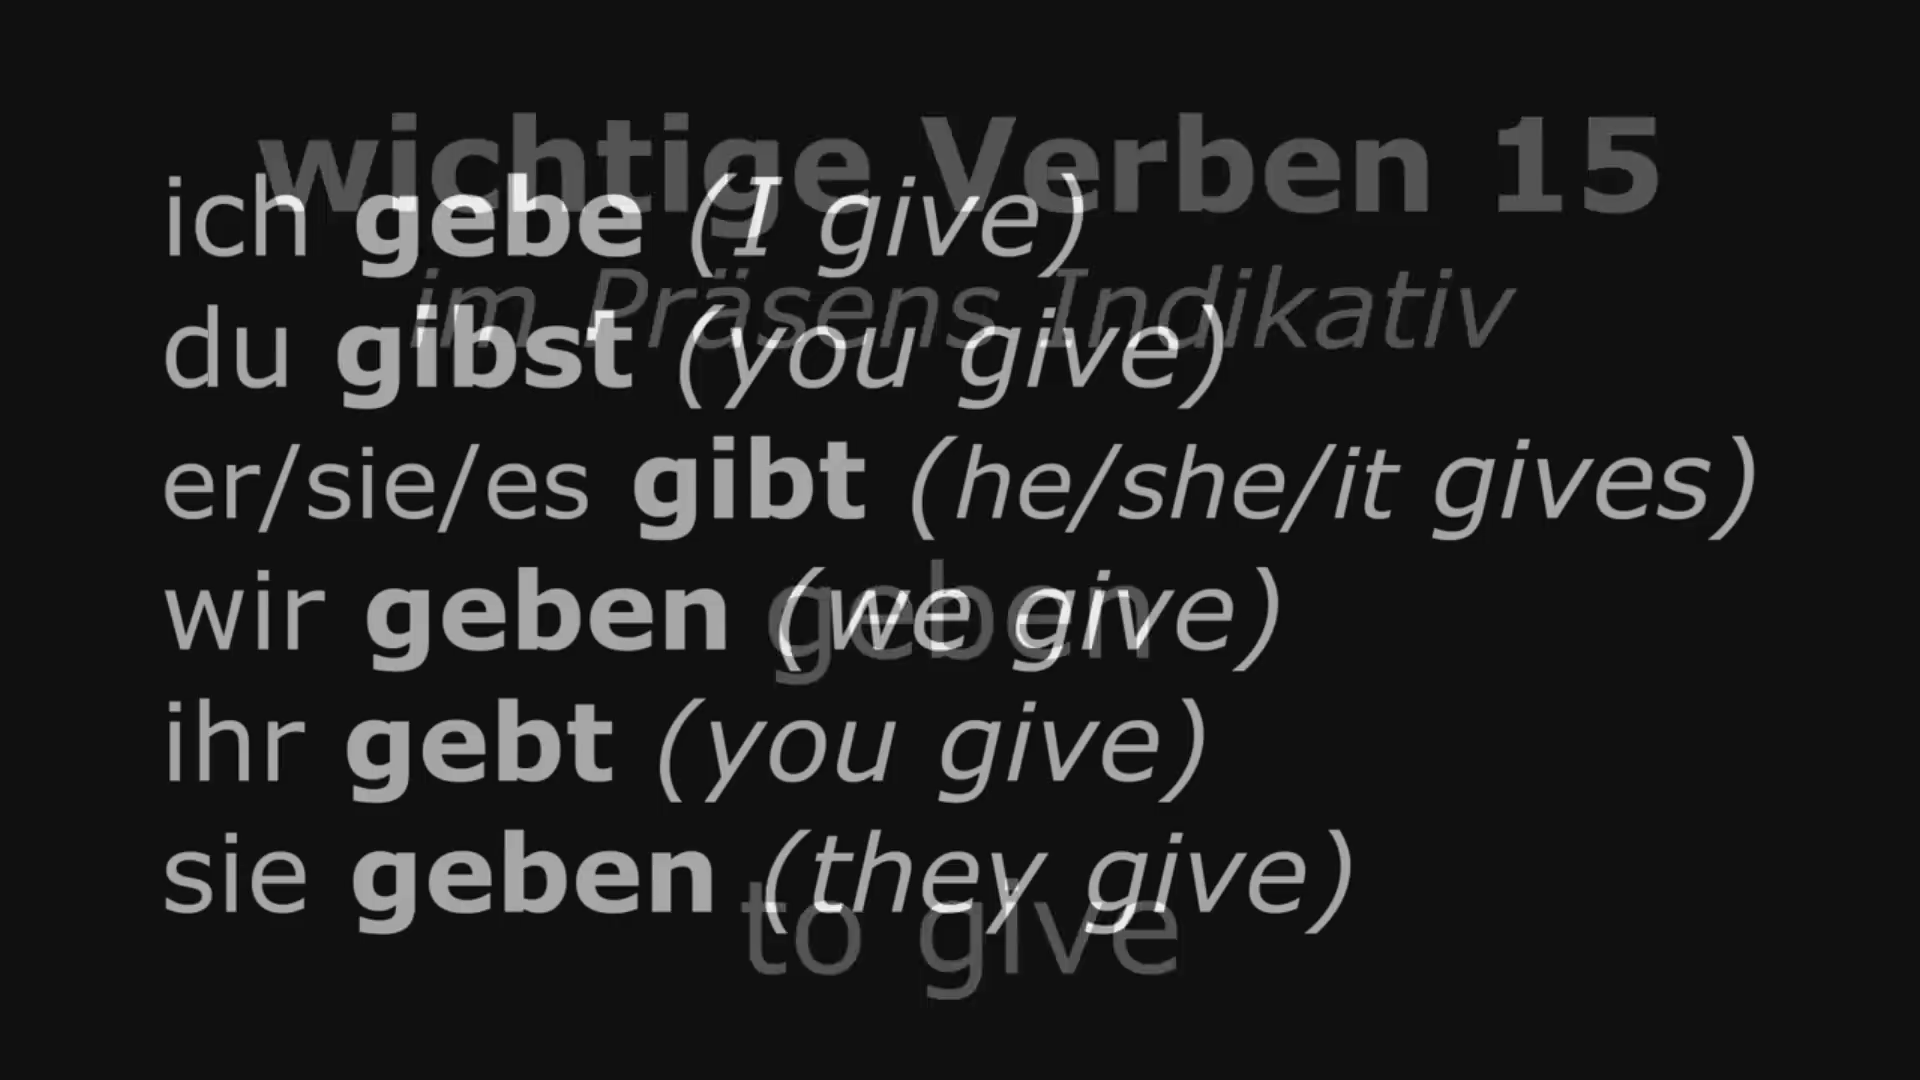 wichtige Verben 15
ich gebe (I give)
im Präsens Indikativ
du gibst (you give)
er/sie/es gibt (he/she/it gives)
geben
wir geben (we give)
ihr gebt (you give)
sie geben (they give)
to give